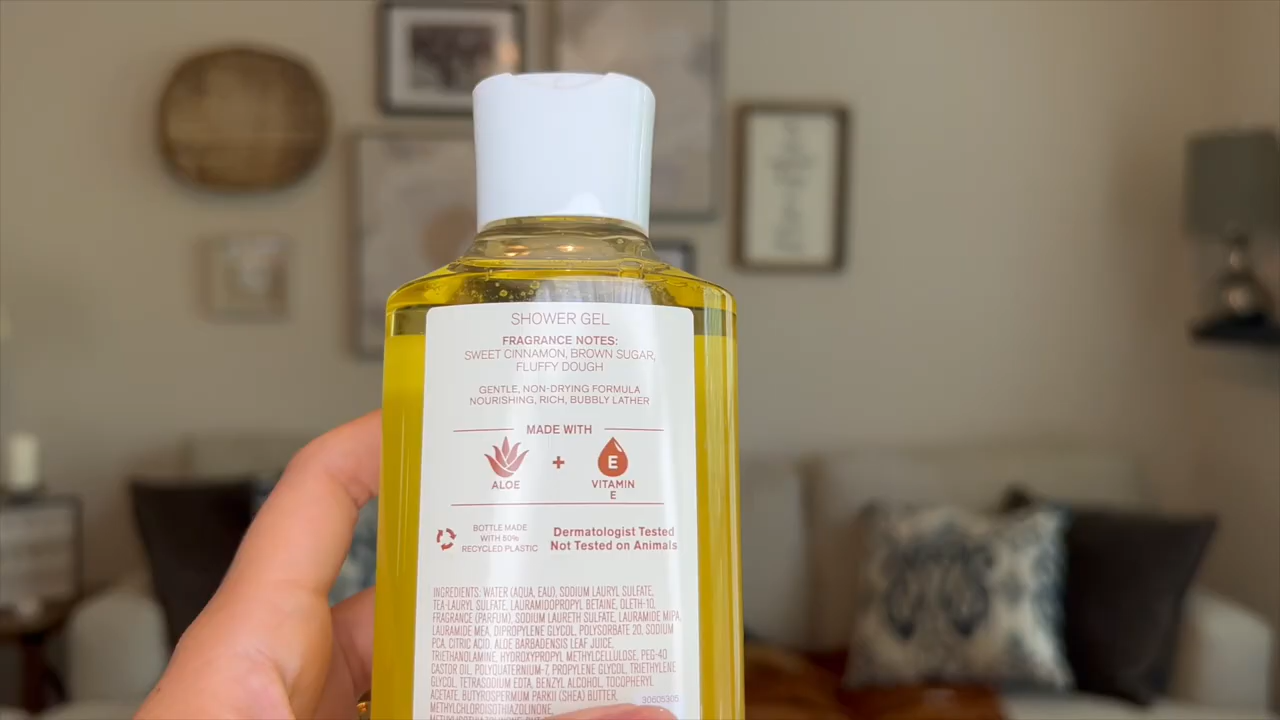 SHOWER GEL
FRAGRANCE NOTES:
SWEET CINNAMON, BROWN SUGAR,
FLUFFY DOUGH
GENTLE, NON-DRYING FORMULA
NOURISHING, RICH, BUBBLY LATHER
MADE WITH
ALOE
+
E
VITAMIN
E
BOTTLE MADE
WITH 50%
RECYCLED PLASTIC
Dermatologist Tested
Not Tested on Animals
INGREDIENTS: WATER (AQUA, EAU), SODIUM LAURYL SULFATE,
TEA-LAURYL SULFATE, LAURAMIDOPROPYL BETAINE, OLETH-10,
FRAGRANCE (PARFUM), SODIUM LAURETH SULFATE, LAURAMIDE MIPA,
LAURAMIDE MEA, DIPROPYLENE GLYCOL, POLYSORBATE 20, SODIUM
PCA, CITRIC ACID, ALOE BARBADENSIS LEAF JUICE,
TRIETHANOLAMINE, HYDROXYPROPYL METHYLCELLULOSE, PEG-40
CASTOR OIL, POLYQUATERNIUM-7, PROPYLENE GLYCOL, TRIETHYLENE
GLYCOL, TETRASODIUM EDTA, BENZYL ALCOHOL, TOCOPHERYL
ACETATE, BUTYROSPERMUM PARKII (SHEA) BUTTER,
METHYLCHLOROISOTHIAZOLINONE,
30605305